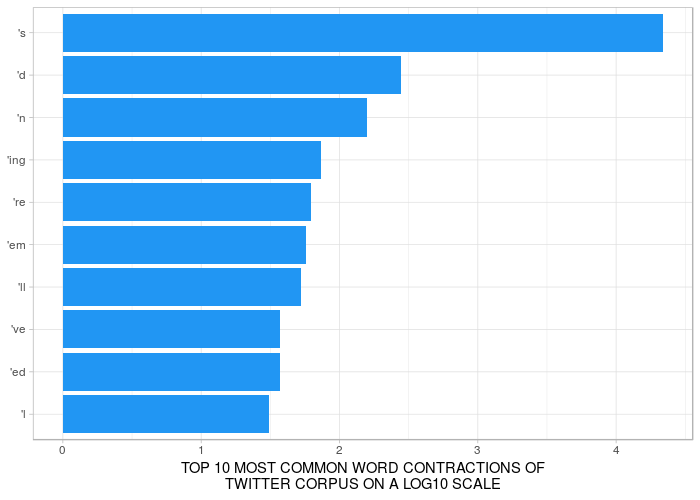 's
'd
'n
'ing
're
'em
'll
've
'ed
'l
0 1 2 3 4
TOP 10 MOST COMMON WORD CONTRACTIONS OF
TWITTER CORPUS ON A LOG10 SCALE